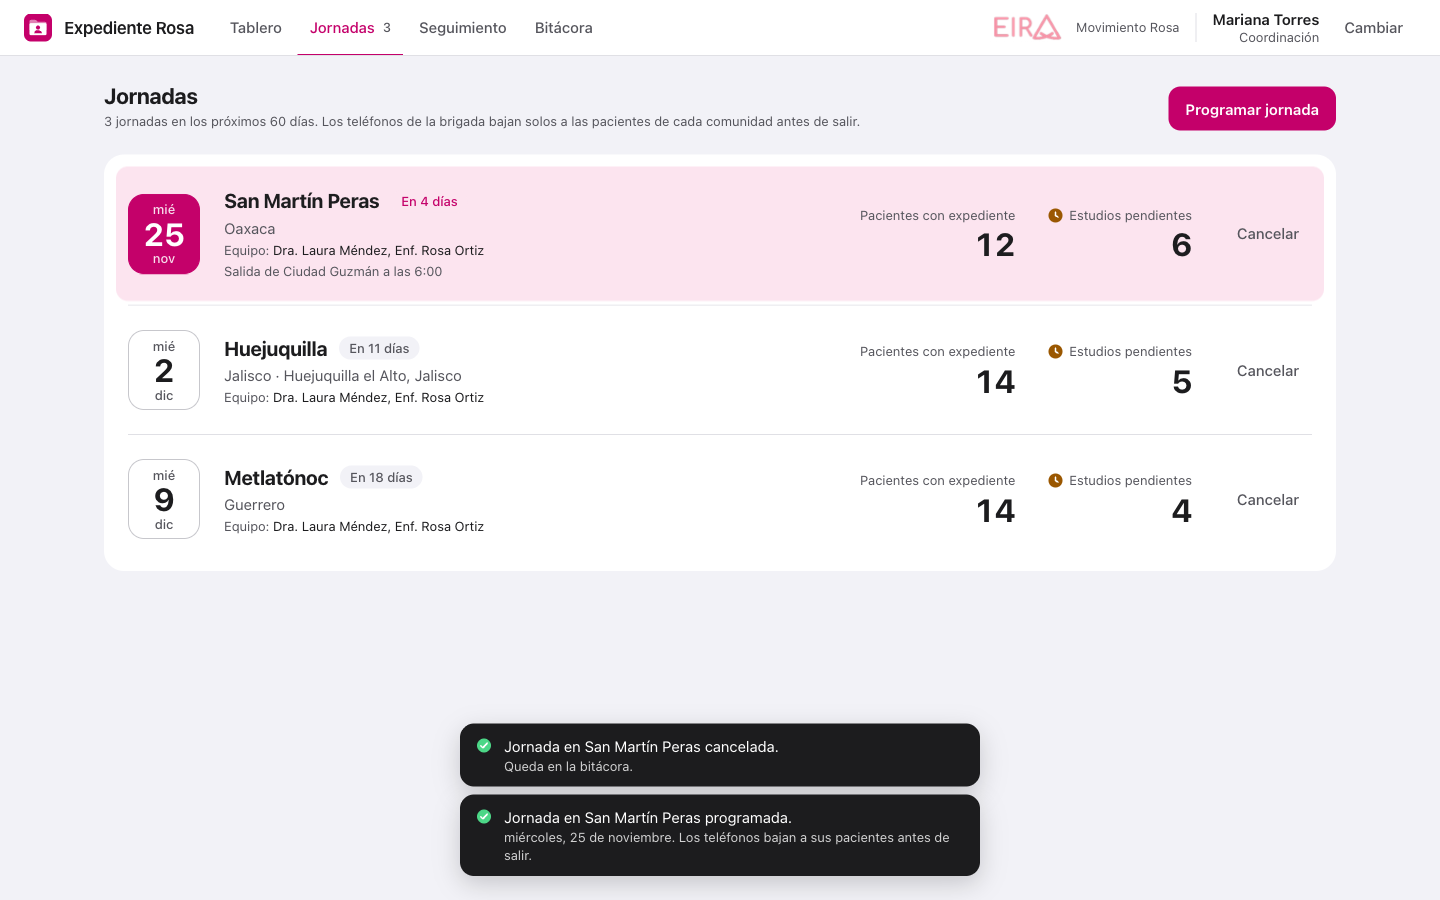 Expediente Rosa
Tablero
Jornadas 3
Seguimiento
Bitácora
EIRA
Movimiento Rosa
Mariana Torres
Coordinación
Cambiar
Jornadas
3 jornadas en los próximos 60 días. Los teléfonos de la brigada bajan solos a las pacientes de cada comunidad antes de salir.
Programar jornada
mié
25
nov
San Martín Peras
En 4 días
Oaxaca
Equipo: Dra. Laura Méndez, Enf. Rosa Ortiz
Salida de Ciudad Guzmán a las 6:00
Pacientes con expediente
12
Estudios pendientes
6
Cancelar
mié
2
dic
Huejuquilla
En 11 días
Jalisco · Huejuquilla el Alto, Jalisco
Equipo: Dra. Laura Méndez, Enf. Rosa Ortiz
Pacientes con expediente
14
Estudios pendientes
5
Cancelar
mié
9
dic
Metlatónoc
En 18 días
Guerrero
Equipo: Dra. Laura Méndez, Enf. Rosa Ortiz
Pacientes con expediente
14
Estudios pendientes
4
Cancelar
Jornada en San Martín Peras cancelada.
Queda en la bitácora.
Jornada en San Martín Peras programada.
miércoles, 25 de noviembre. Los teléfonos bajan a sus pacientes antes de
salir.